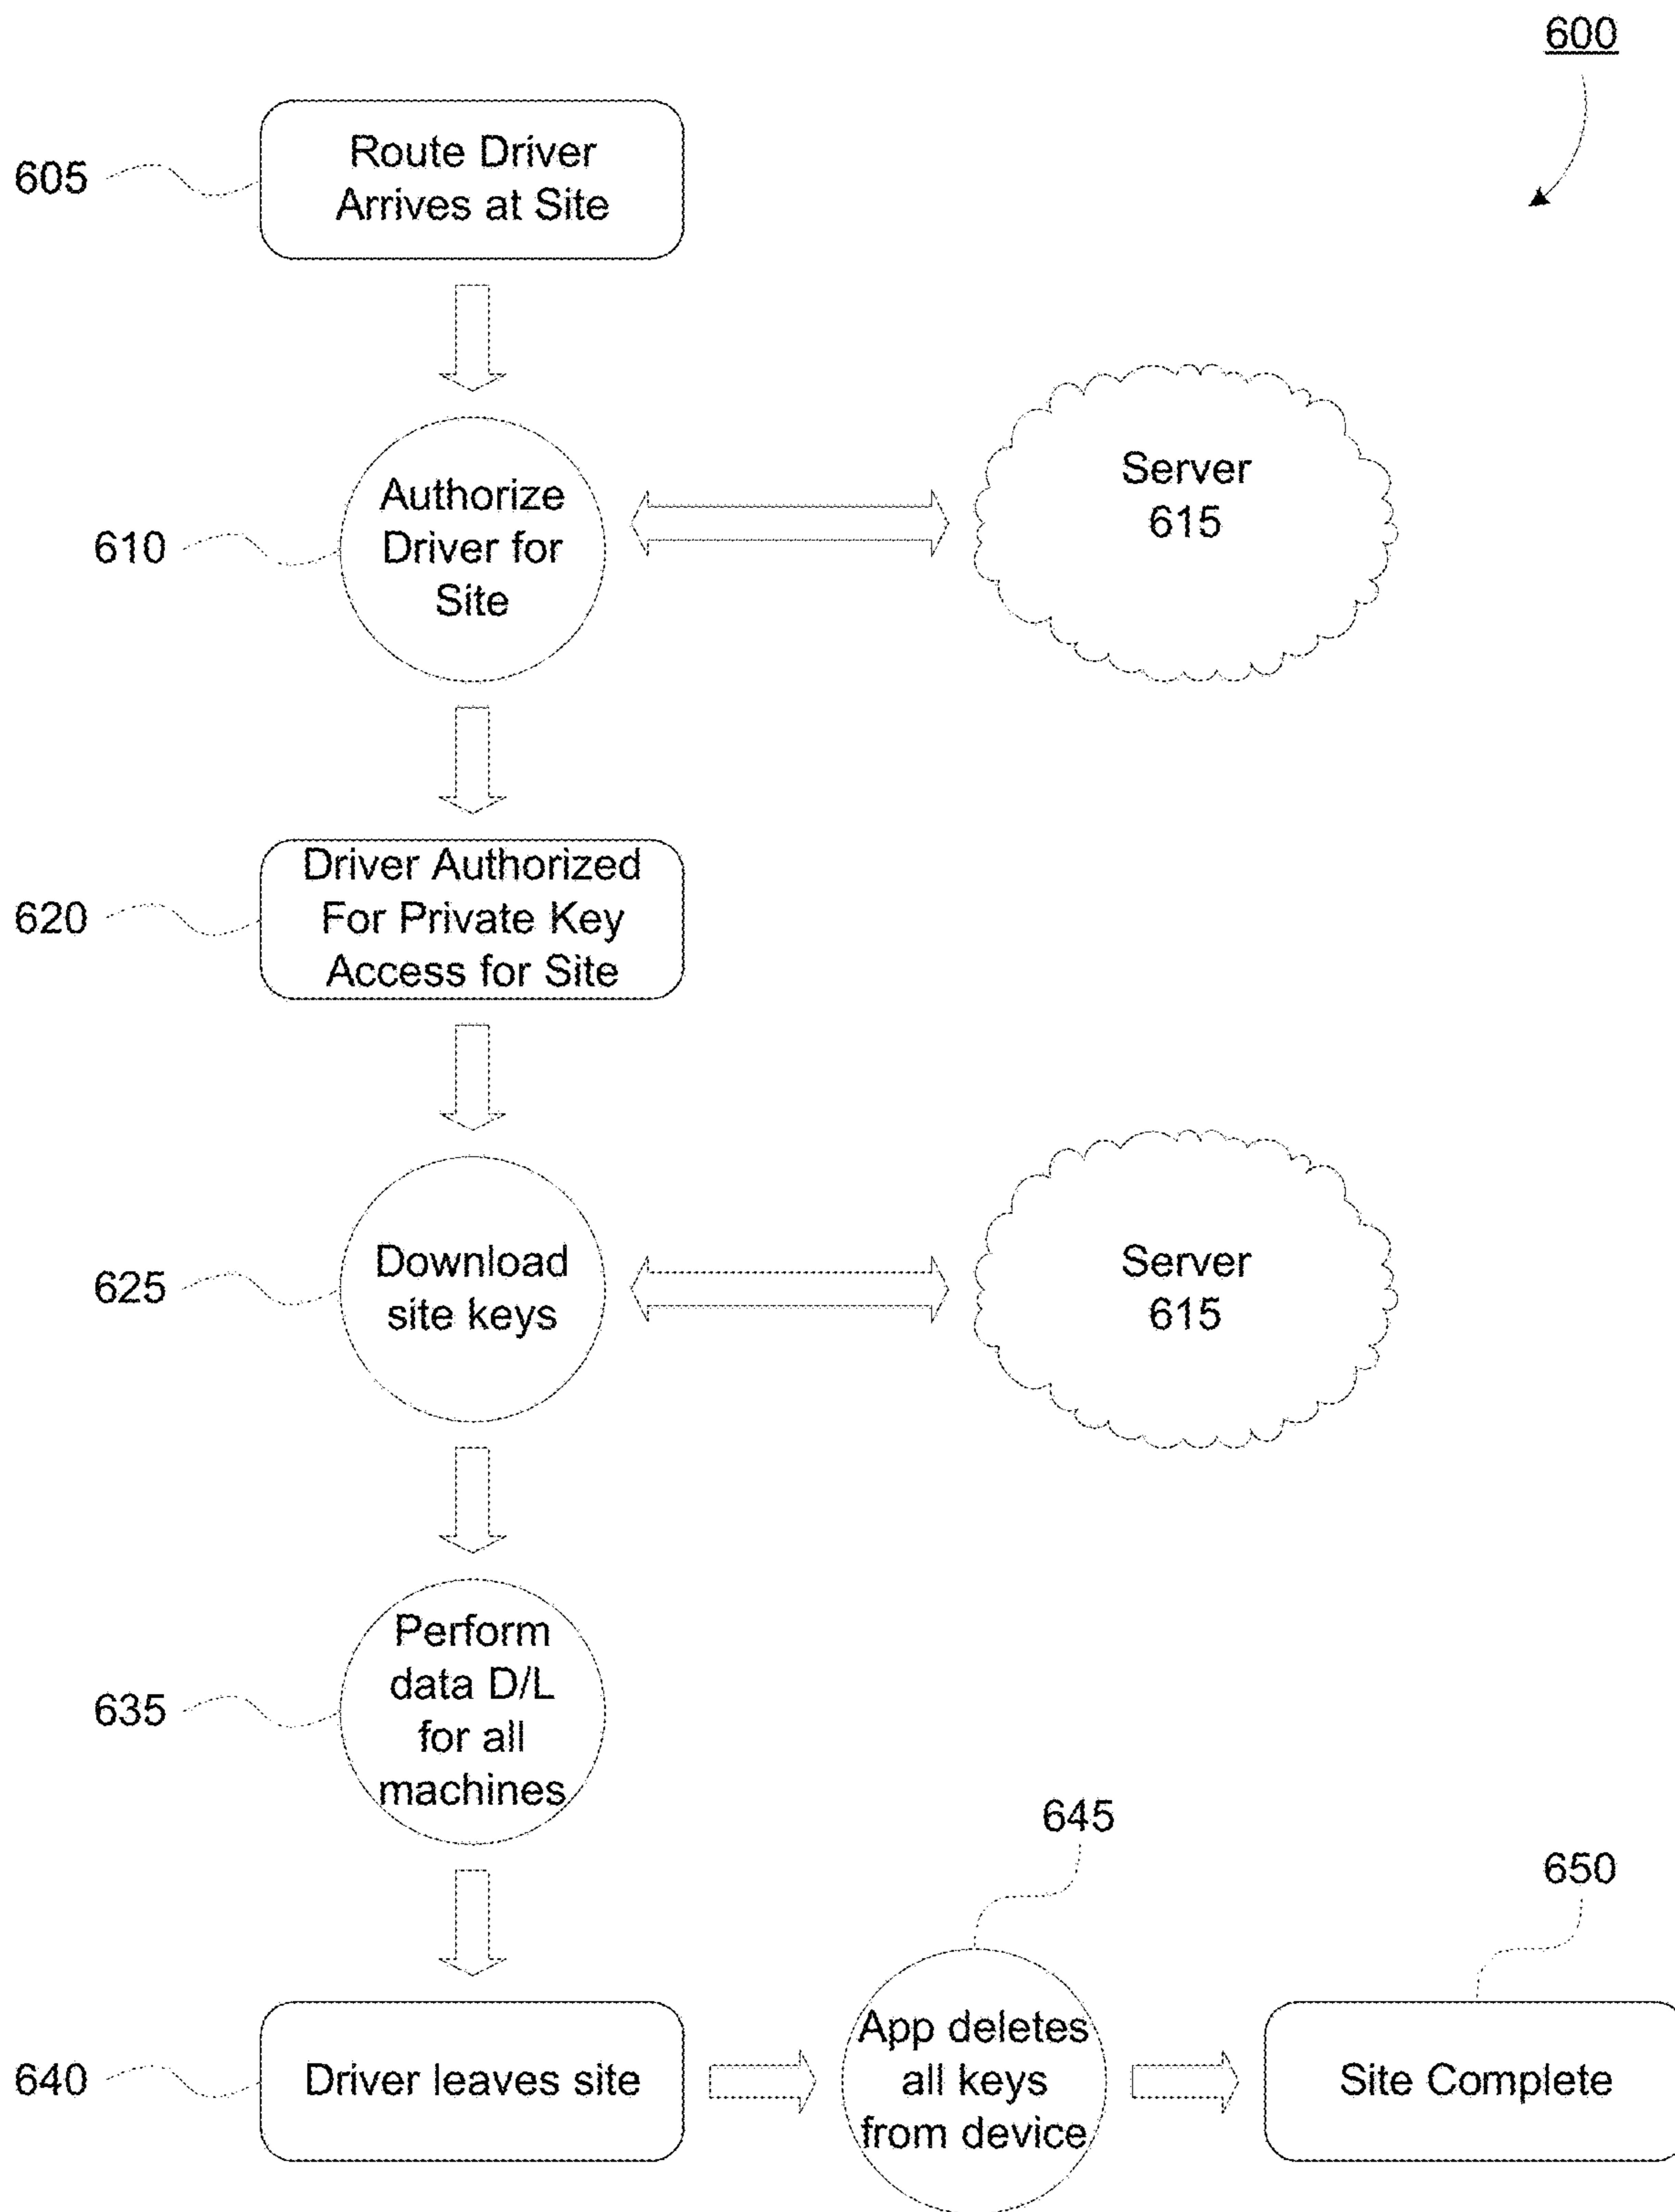 600
605
Route Driver
Arrives at Site
610
Authorize
Driver for
Site
Server
615
620
Driver Authorized
For Private Key
Access for Site
625
Download
site keys
Server
615
635
Perform
data D/L
for all
machines
645
650
640
Driver leaves site
App deletes
all keys
from device
Site Complete